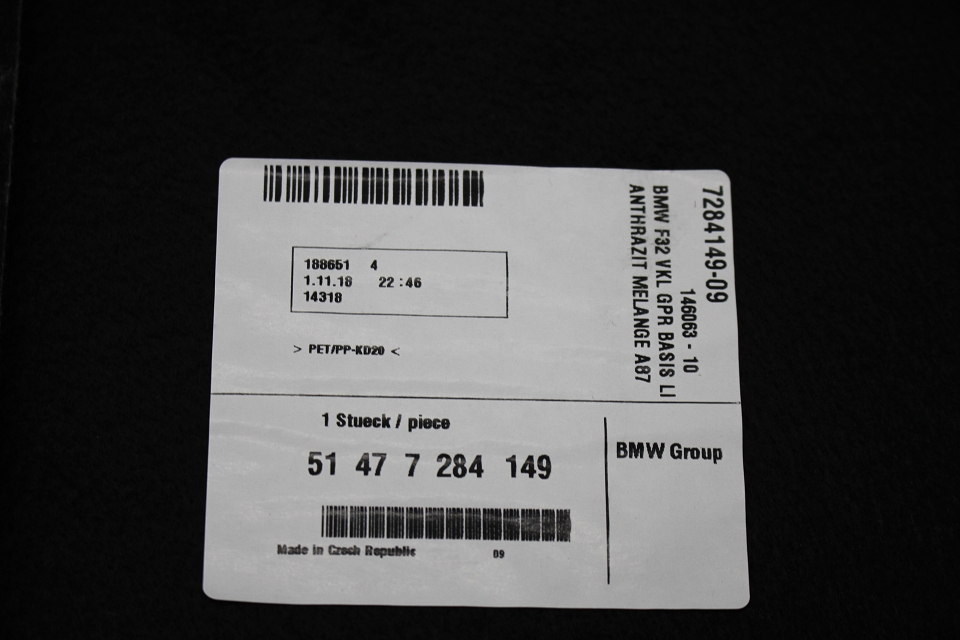 188651 4
1.11.18 22:46
14318
> PET/PP-KD20 <
7284149-09
146063 - 10
BMW F32 VKL GPR BASIS LI
ANTHRAZIT MELANGE A87
1 Stueck / piece
51 47 7 284 149
Made in Czech Republic 09
BMW Group